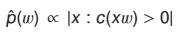 p̂(w) ∝ |x : c(xw) > 0|